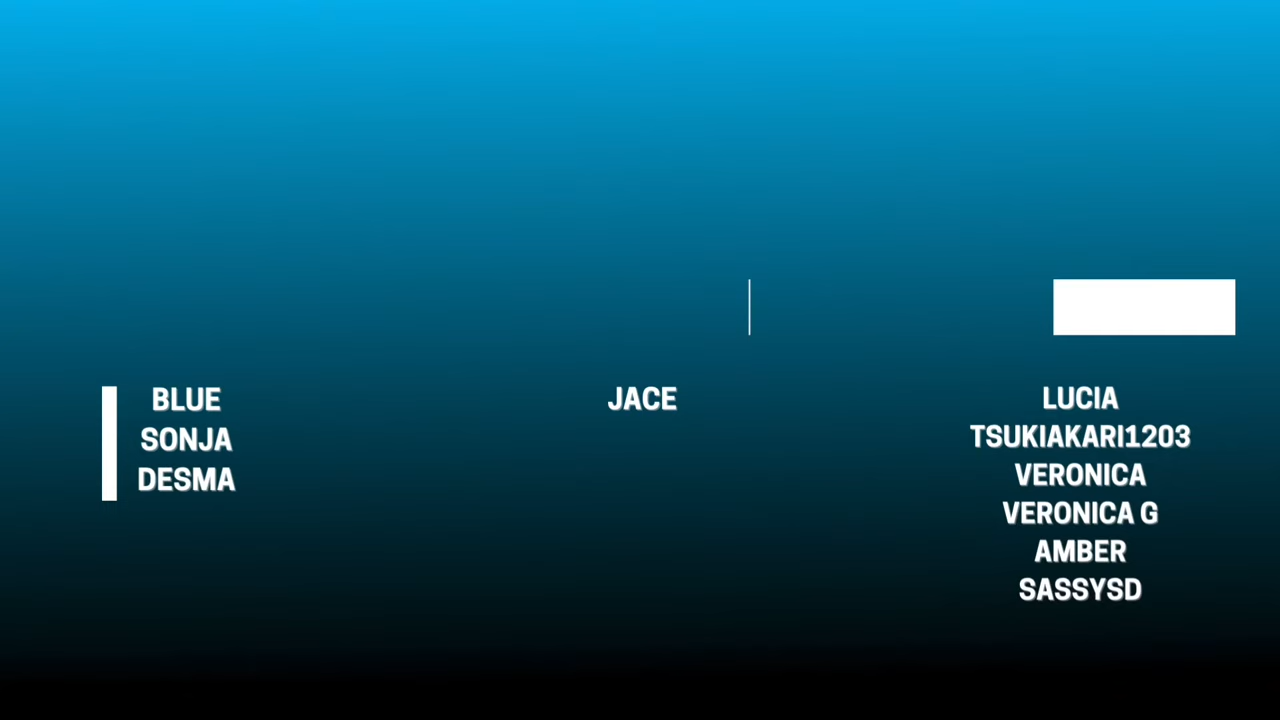 BLUE
SONJA
DESMA
JACE
LUCIA
TSUKIAKARI1203
VERONICA
VERONICA G
AMBER
SASSYSD